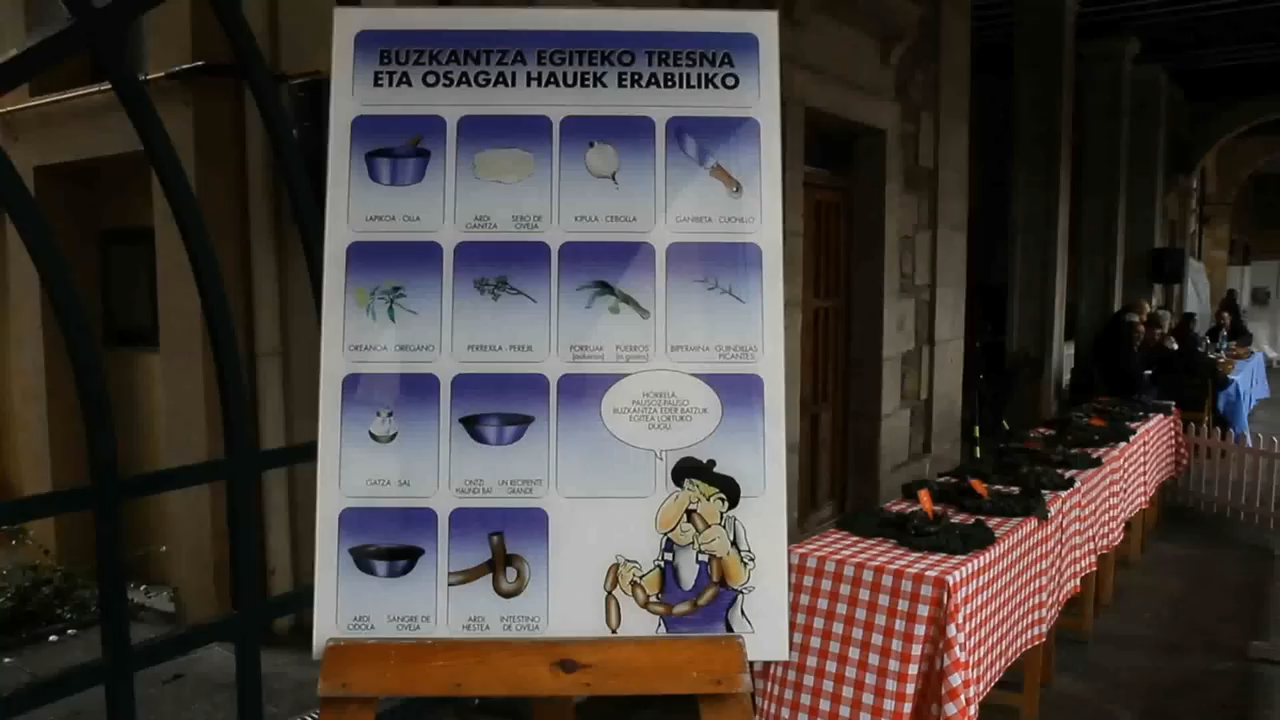 BUZKANTZA EGITEKO TRESNA
ETA OSAGAI HAUEK ERABILIKO
LAPIKOA · OLLA
ARDI GANTZA
SEBO DE OVEJA
KIPULA · CEBOLLA
GANIBETA · CUCHILLO
OREANOA · OREGANO
PERREXILA · PEREJIL
PORRUAK
PUERROS
BIPERMINA · GUINDILLAS
PICANTES
GATZA · SAL
ONTZI HAUNDI BAT
UN RECIPIENTE GRANDE
HORRELA,
PAUSOZ-PAUSO
BUZKANTZA EDER BATZUK
EGITEA LORTUKO
DUGU.
ARDI ODOLA
SANGRE DE OVEJA
ARDI HESTEA
INTESTINO DE OVEJA